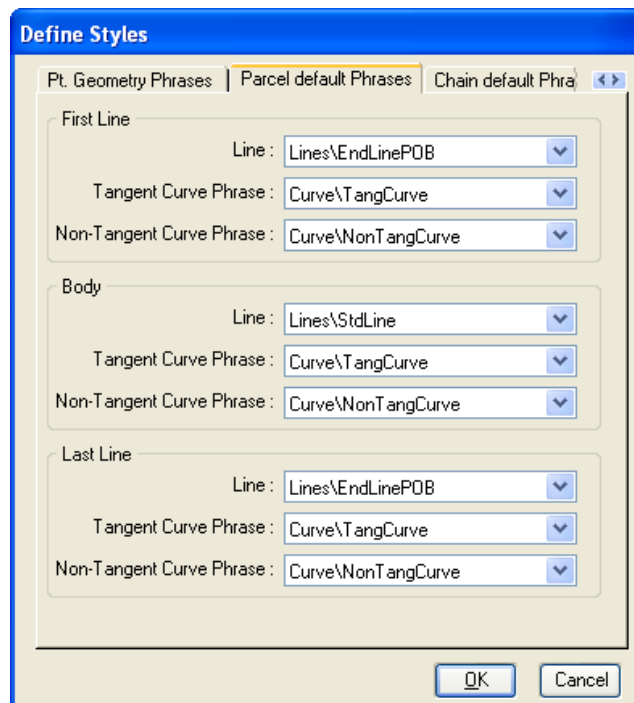 Define Styles
Pt. Geometry Phrases Parcel default Phrases Chain default Phra
First Line
Line : Lines\EndLinePOB
Tangent Curve Phrase : Curve\TangCurve
Non-Tangent Curve Phrase : Curve\NonTangCurve
Body
Line : Lines\StdLine
Tangent Curve Phrase : Curve\TangCurve
Non-Tangent Curve Phrase : Curve\NonTangCurve
Last Line
Line : Lines\EndLinePOB
Tangent Curve Phrase : Curve\TangCurve
Non-Tangent Curve Phrase : Curve\NonTangCurve
OK Cancel